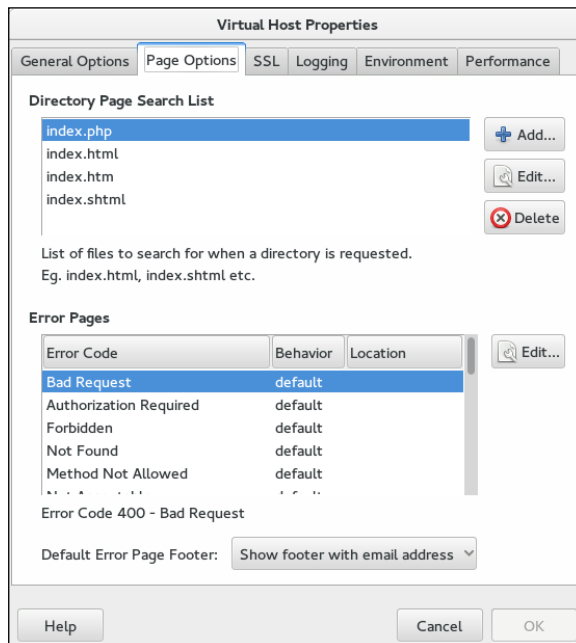 Virtual Host Properties
General Options Page Options SSL Logging Environment Performance
Directory Page Search List
index.php
index.html
index.htm
index.shtml
Add...
Edit...
Delete
List of files to search for when a directory is requested.
Eg. index.html, index.shtml etc.
Error Pages
Error Code Behavior Location
Bad Request default
Authorization Required default
Forbidden default
Not Found default
Method Not Allowed default
Edit...
Error Code 400 - Bad Request
Default Error Page Footer: Show footer with email address
Help Cancel OK